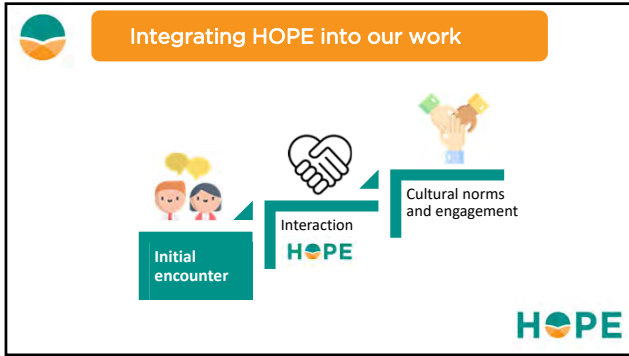 Integrating HOPE into our work
Initial
encounter
Interaction
HOPE
Cultural norms
and engagement
HOPE